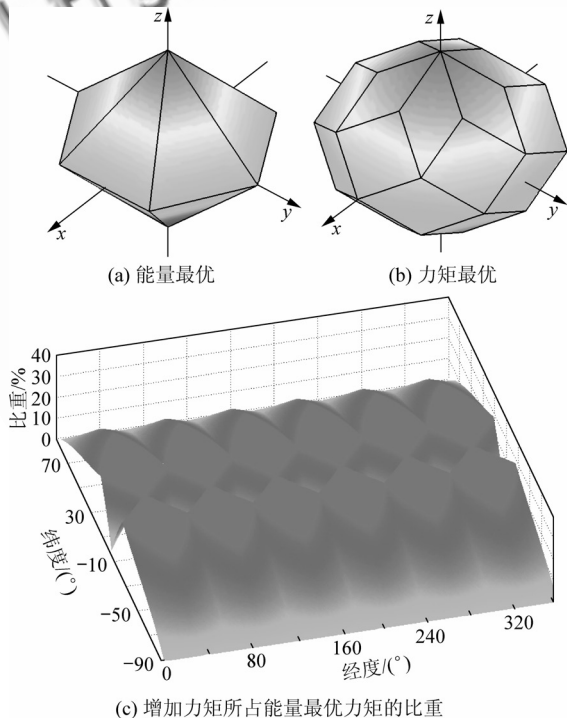 z
x
y
(a) 能量最优
z
x
y
(b) 力矩最优
比重/%
40
30
20
10
0
70
30
−10
−50
−90
纬度/(°)
0
80
160
240
320
经度/(°)
(c) 增加力矩所占能量最优力矩的比重